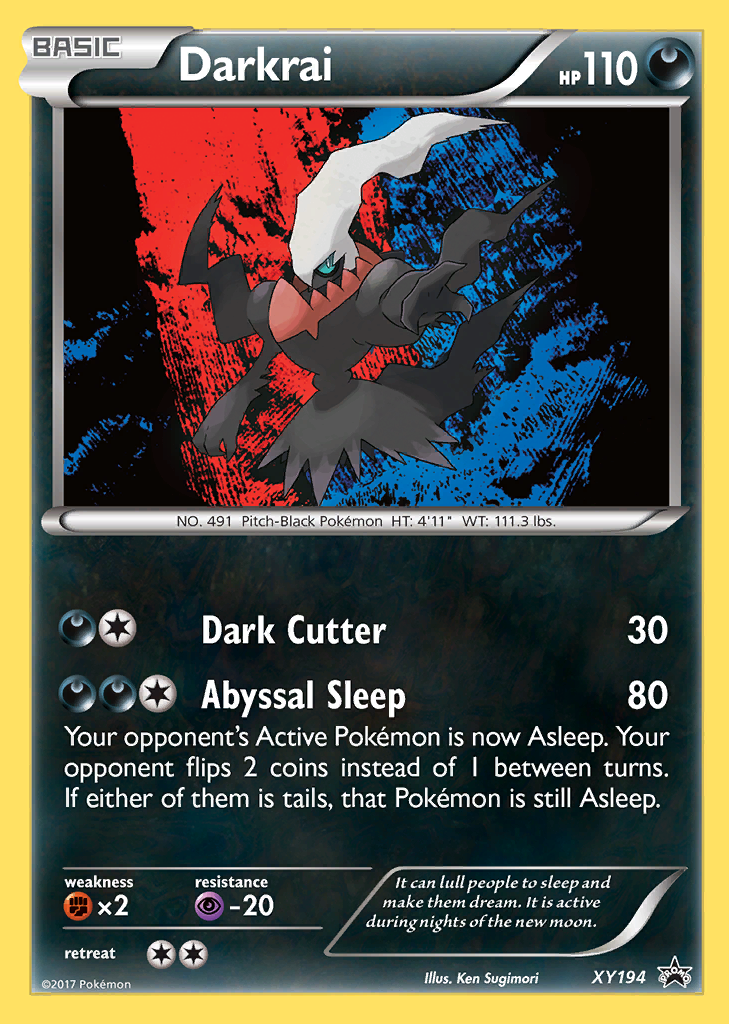 BASIC
Darkrai
HP 110
NO. 491 Pitch-Black Pokémon HT: 4'11" WT: 111.3 lbs.
Dark Cutter 30
Abyssal Sleep 80
Your opponent's Active Pokémon is now Asleep. Your
opponent flips 2 coins instead of 1 between turns.
If either of them is tails, that Pokémon is still Asleep.
weakness resistance
×2 -20
It can lull people to sleep and
make them dream. It is active
during nights of the new moon.
retreat
©2017 Pokémon
Illus. Ken Sugimori
XY194
PROMO